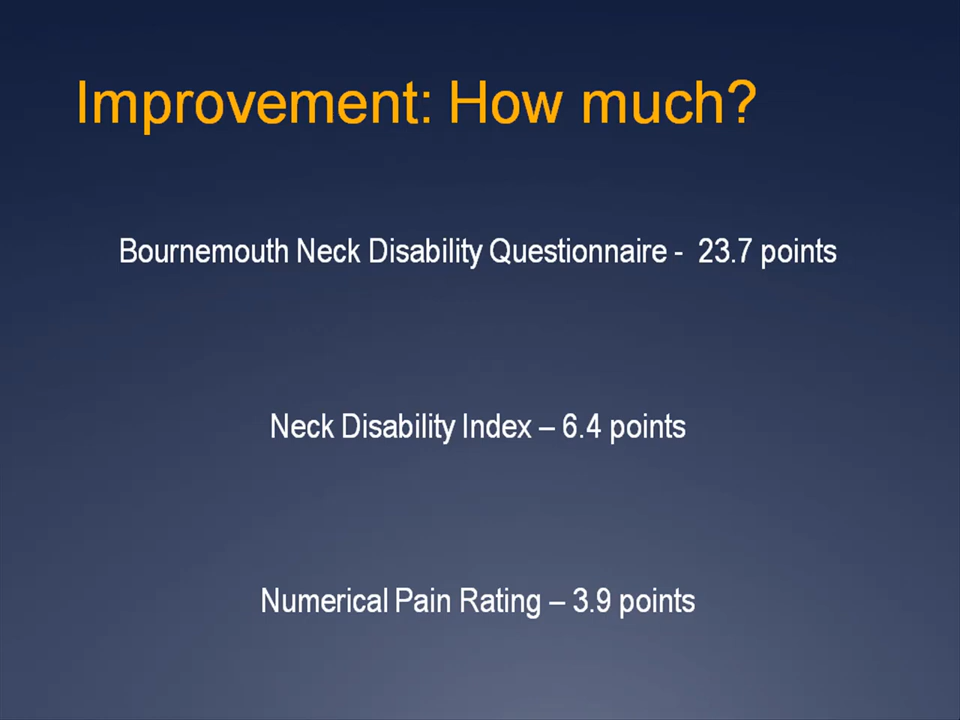 Improvement: How much?
Bournemouth Neck Disability Questionnaire -  23.7 points
Neck Disability Index – 6.4 points
Numerical Pain Rating – 3.9 points